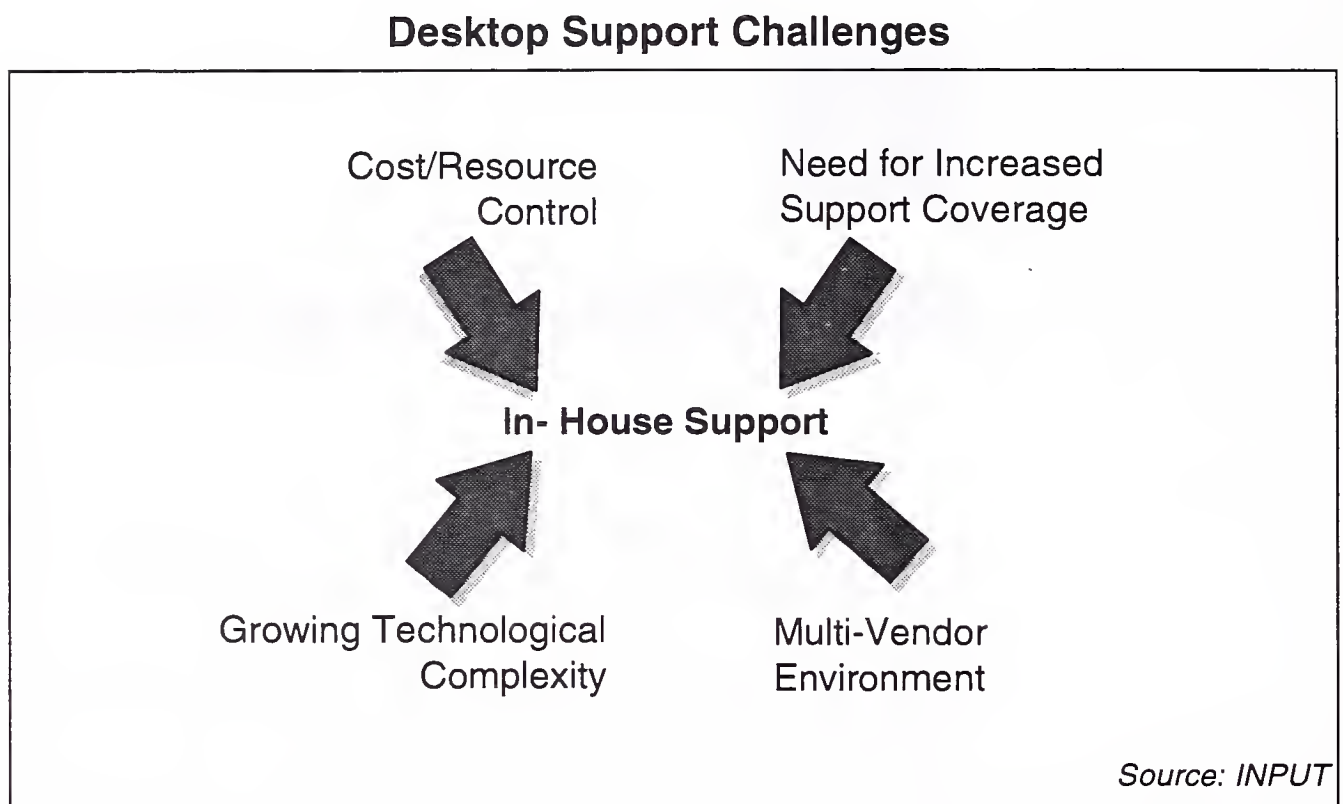 Desktop Support Challenges
Cost/Resource
Control
Need for Increased
Support Coverage
In- House Support
Growing Technological
Complexity
Multi-Vendor
Environment
Source: INPUT